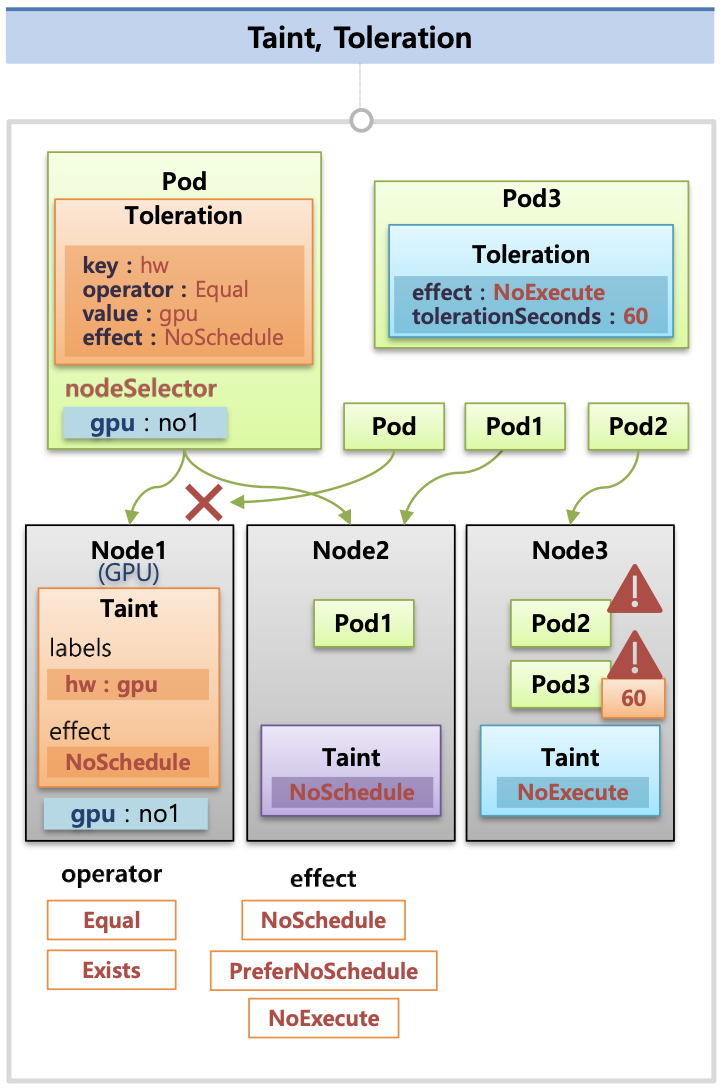 Taint, Toleration
Pod
Toleration
key : hw
operator : Equal
value : gpu
effect : NoSchedule
nodeSelector
gpu : no1
Pod3
Toleration
effect : NoExecute
tolerationSeconds : 60
Pod
Pod1
Pod2
Node1
(GPU)
Taint
labels
hw : gpu
effect
NoSchedule
gpu : no1
Node2
Pod1
Taint
NoSchedule
Node3
Pod2
Pod3
60
Taint
NoExecute
operator
Equal
Exists
effect
NoSchedule
PreferNoSchedule
NoExecute